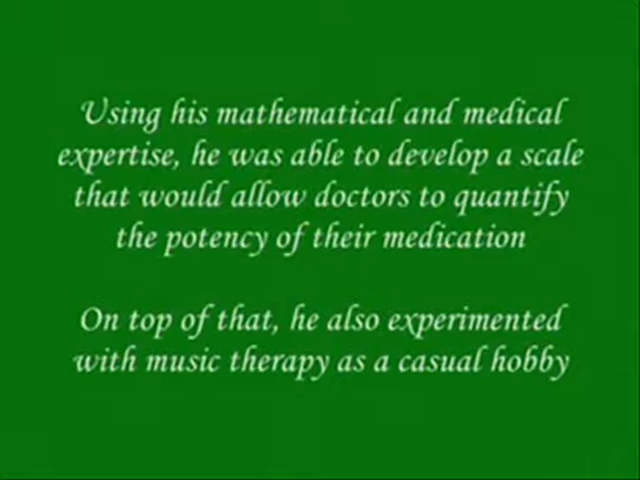 Using his mathematical and medical
expertise, he was able to develop a scale
that would allow doctors to quantify
the potency of their medication
On top of that, he also experimented
with music therapy as a casual hobby